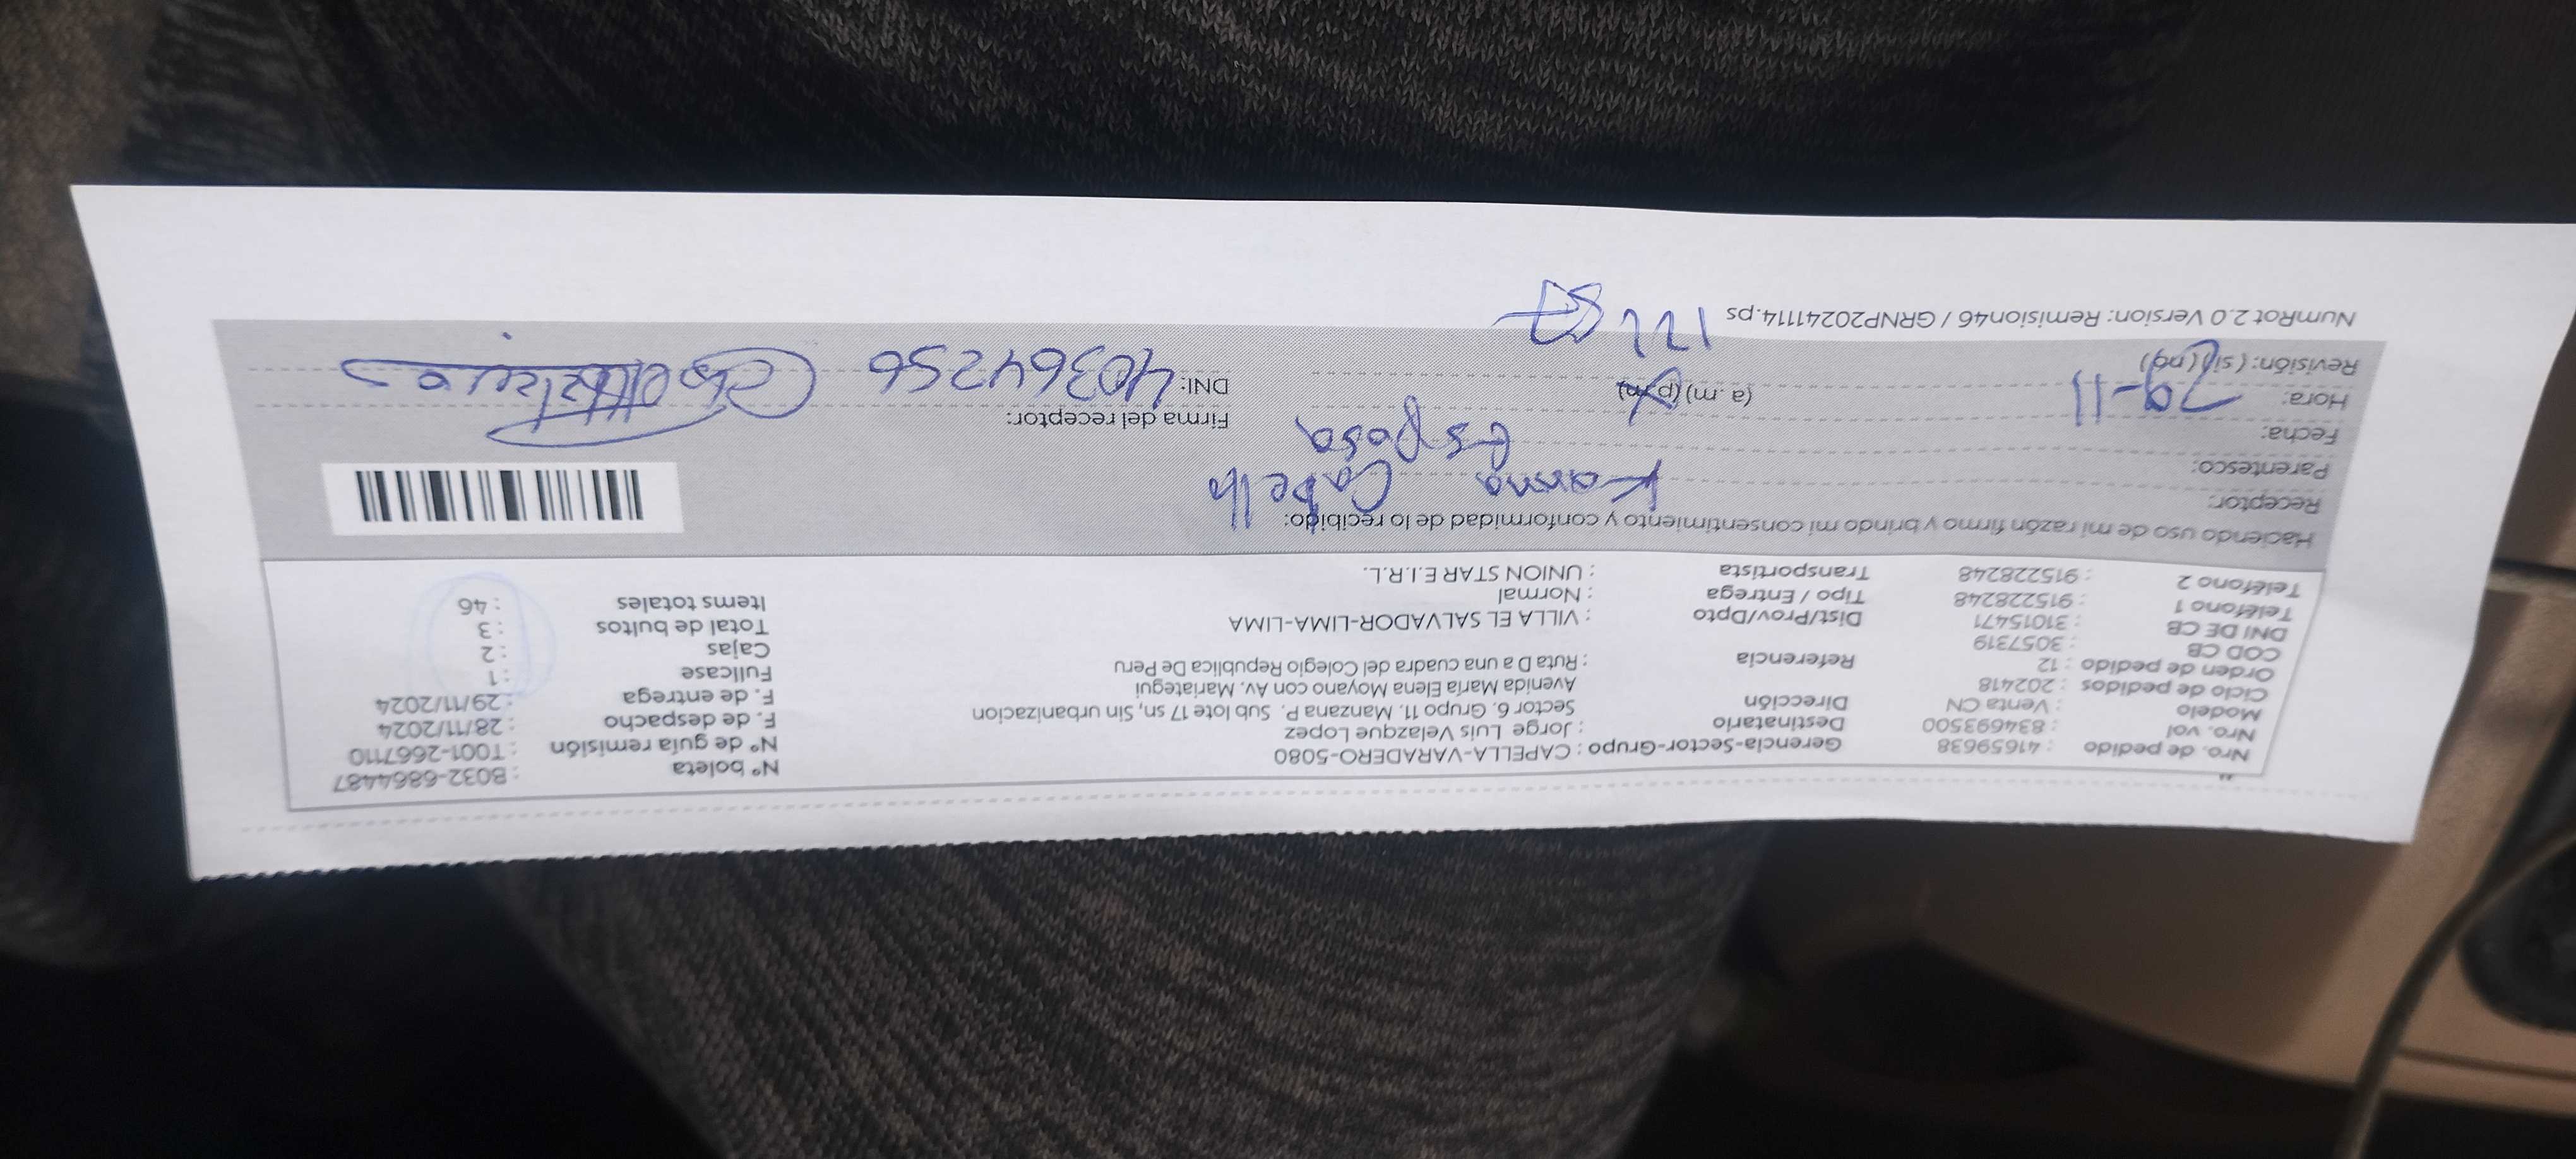 Nro. de pedido : 41659638 Gerencia-Sector-Grupo : CAPELLA-VARADERO-5080 N° boleta : B032-6864487
Nro. vol : 834693500 Destinatario : Jorge Luis Velazque Lopez N° de guía remisión : T001-2667110
Modelo : Venta CN Dirección Sector 6. Grupo 11. Manzana P. Sub lote 17 sn, Sin urbanizacion F. de despacho : 28/11/2024
Ciclo de pedidos : 202418 Avenida María Elena Moyano con Av. Mariategui F. de entrega : 29/11/2024
Orden de pedido : 12 Referencia : Ruta D a una cuadra del Colegio Republica De Peru Fullcase : 1
COD CB : 3057319 Cajas : 2
DNI DE CB : 31015471 Dist/Prov/Dpto : VILLA EL SALVADOR-LIMA-LIMA Total de bultos : 3
Teléfono 1 : 915228248 Tipo / Entrega : Normal Items totales : 46
Teléfono 2 : 915228248 Transportista : UNION STAR E.I.R.L.
Haciendo uso de mi razón firmo y brindo mi consentimiento y conformidad de lo recibido:
Receptor: Karina
Parentesco: Esposa
Fecha: 29-11
Hora: (a. m) (p. m) Firma del receptor:
Revisión: (si) (no) DNI: 40364256
NumRot 2.0 Version: Remision46 / GRNP20241114.ps